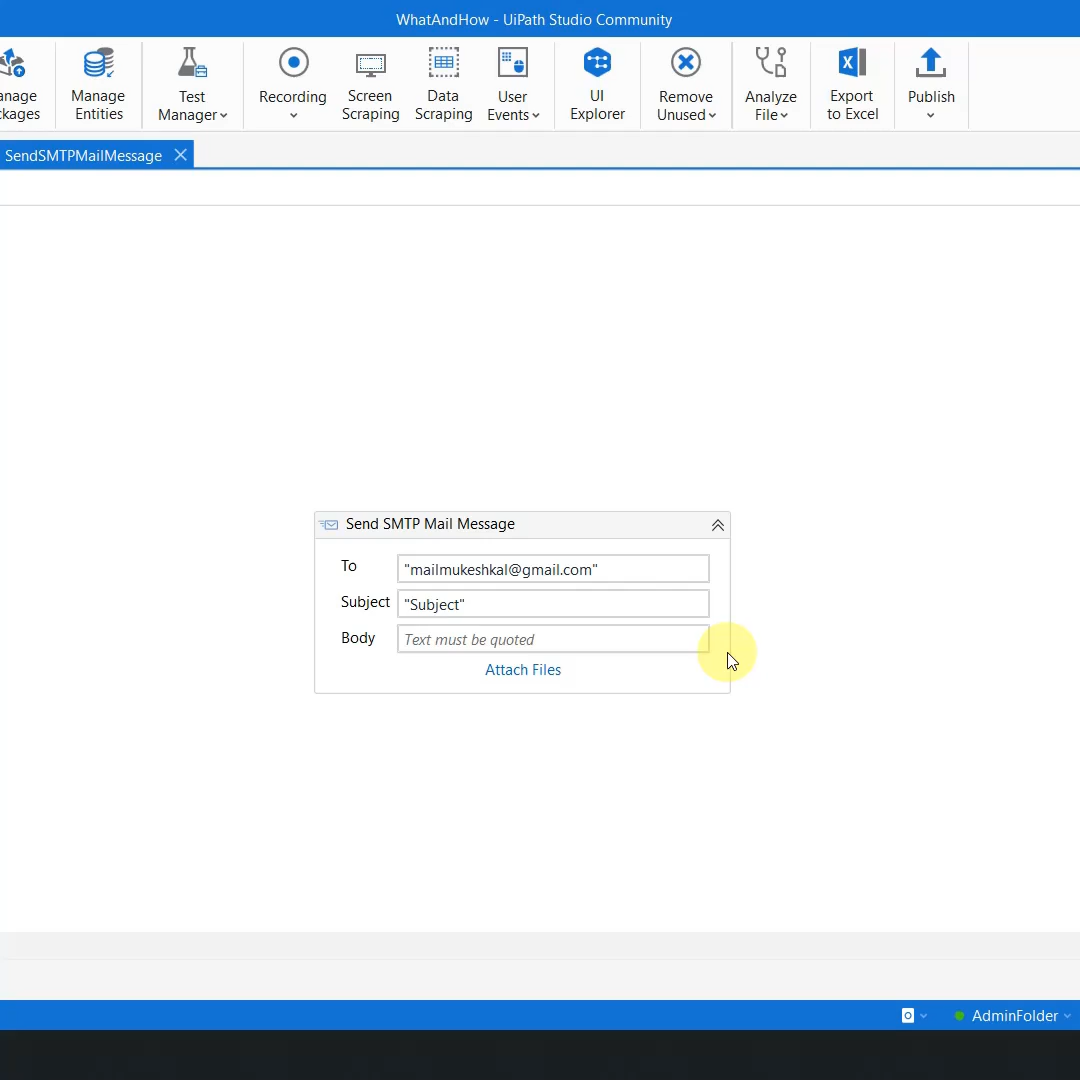 WhatAndHow - UiPath Studio Community
anage
ckages
Manage
Entities
Test
Manager
Recording
Screen
Scraping
Data
Scraping
User
Events
UI
Explorer
Remove
Unused
Analyze
File
Export
to Excel
Publish
SendSMTPMailMessage
Send SMTP Mail Message
To "mailmukeshkal@gmail.com"
Subject "Subject"
Body Text must be quoted
Attach Files
AdminFolder